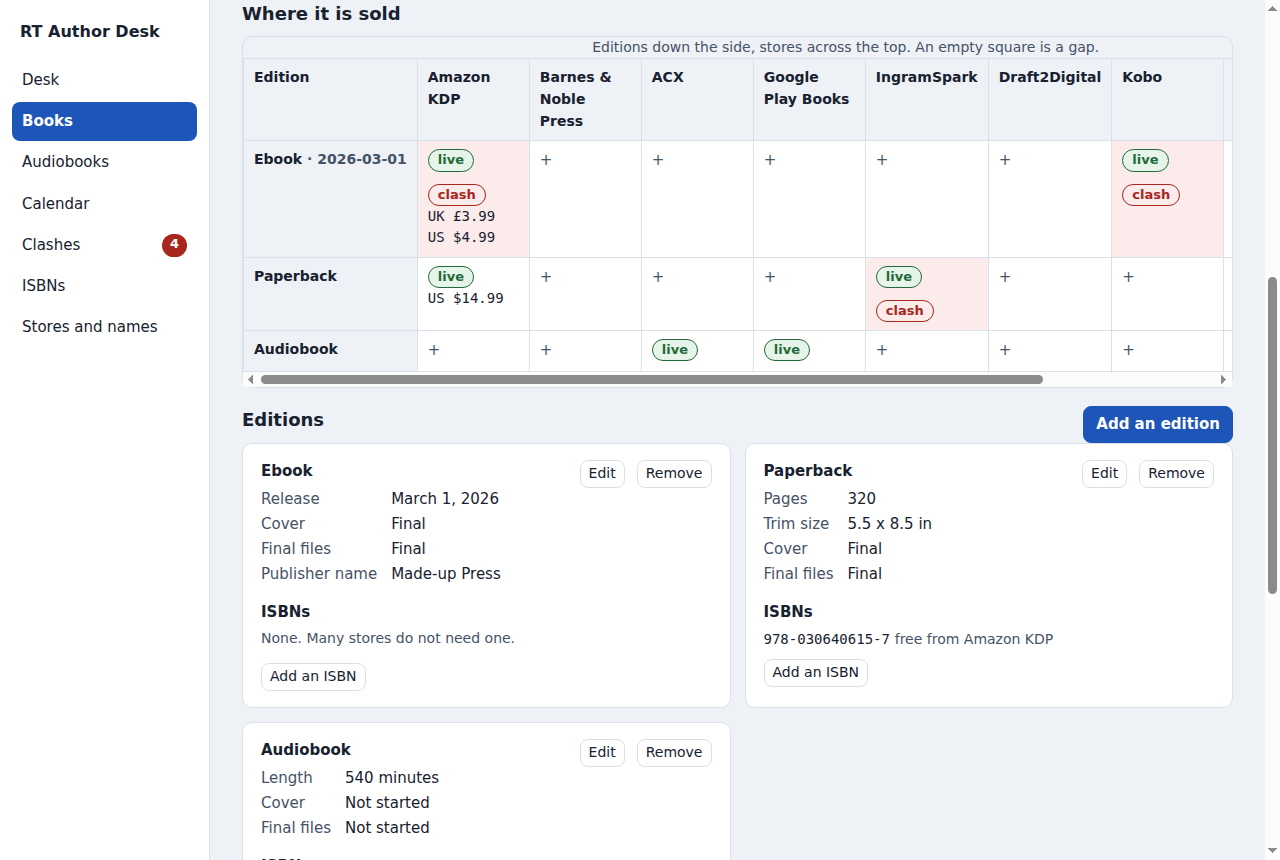 RT Author Desk
Desk
Books
Audiobooks
Calendar
Clashes 4
ISBNs
Stores and names
Where it is sold
Editions down the side, stores across the top. An empty square is a gap.
Edition Amazon KDP Barnes & Noble Press ACX Google Play Books IngramSpark Draft2Digital Kobo
Ebook · 2026-03-01 live + + + + + live
clash clash
UK £3.99
US $4.99
Paperback live + + + live + +
US $14.99 clash
Audiobook + + live live + + +
Editions
Add an edition
Ebook Edit Remove
Release March 1, 2026
Cover Final
Final files Final
Publisher name Made-up Press
ISBNs
None. Many stores do not need one.
Add an ISBN
Paperback Edit Remove
Pages 320
Trim size 5.5 x 8.5 in
Cover Final
Final files Final
ISBNs
978-030640615-7 free from Amazon KDP
Add an ISBN
Audiobook Edit Remove
Length 540 minutes
Cover Not started
Final files Not started